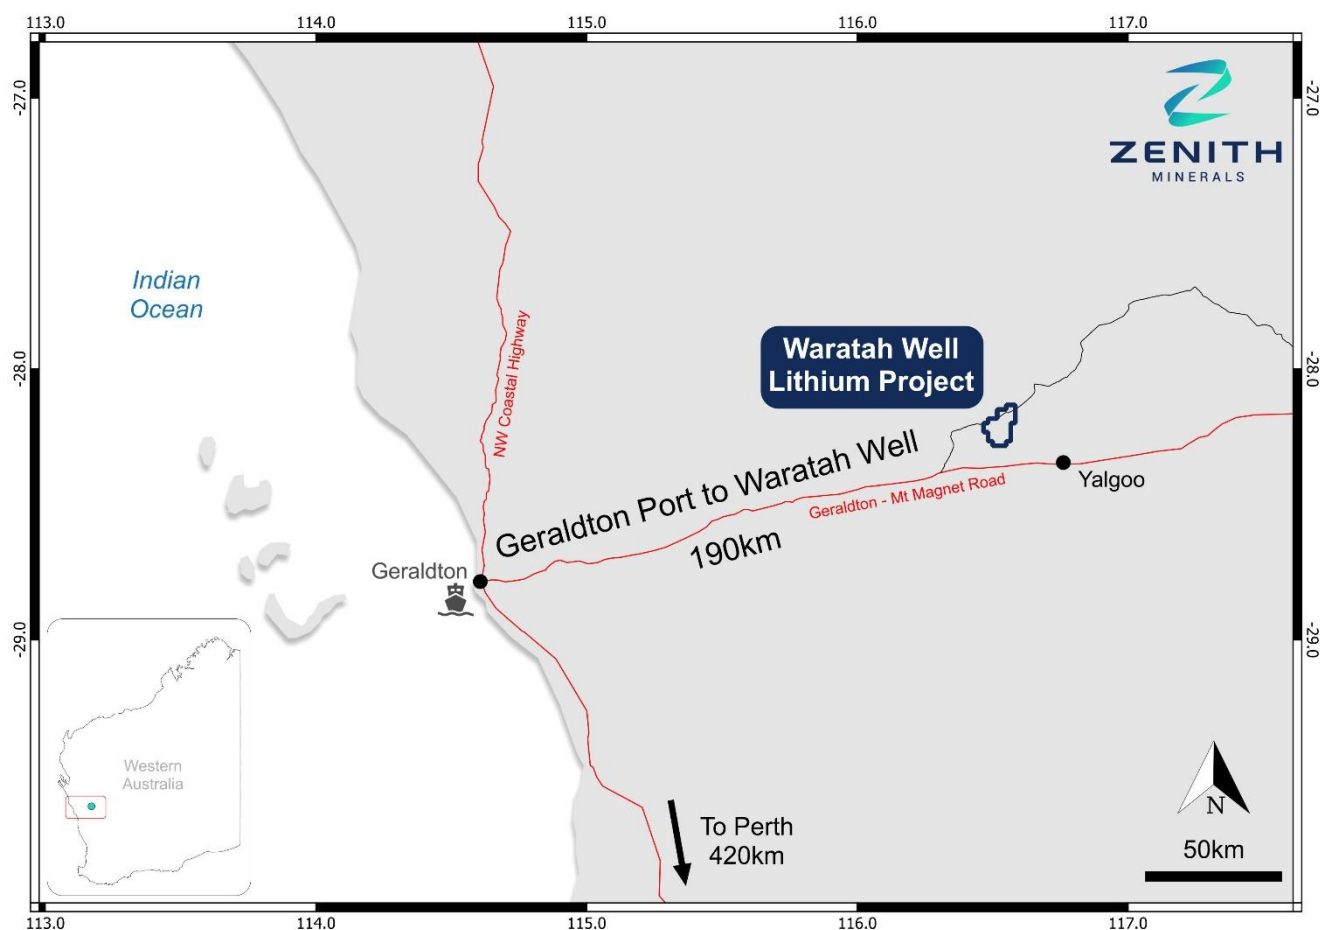 113.0
114.0
115.0
116.0
117.0
-27.0
-27.0
ZENITH
MINERALS
Indian
Ocean
NW Coastal Highway
Waratah Well
Lithium Project
-28.0
-28.0
Geraldton Port to Waratah Well
190km
Geraldton - Mt Magnet Road
Yalgoo
Geraldton
-29.0
-29.0
Western
Australia
To Perth
420km
N
50km
113.0
114.0
115.0
116.0
117.0